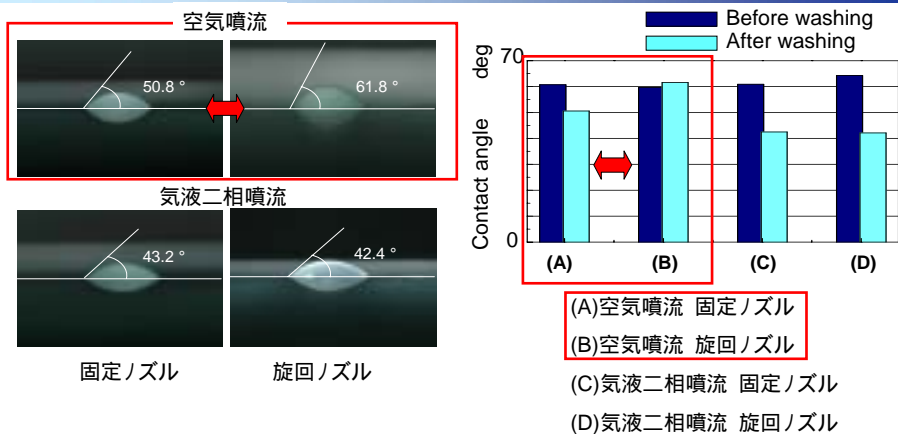 空気噴流
50.8 °
61.8 °
気液二相噴流
43.2 °
42.4 °
固定ノズル
旋回ノズル
Before washing
After washing
Contact angle deg
70
0
(A)
(B)
(C)
(D)
(A)空気噴流 固定ノズル
(B)空気噴流 旋回ノズル
(C)気液二相噴流 固定ノズル
(D)気液二相噴流 旋回ノズル